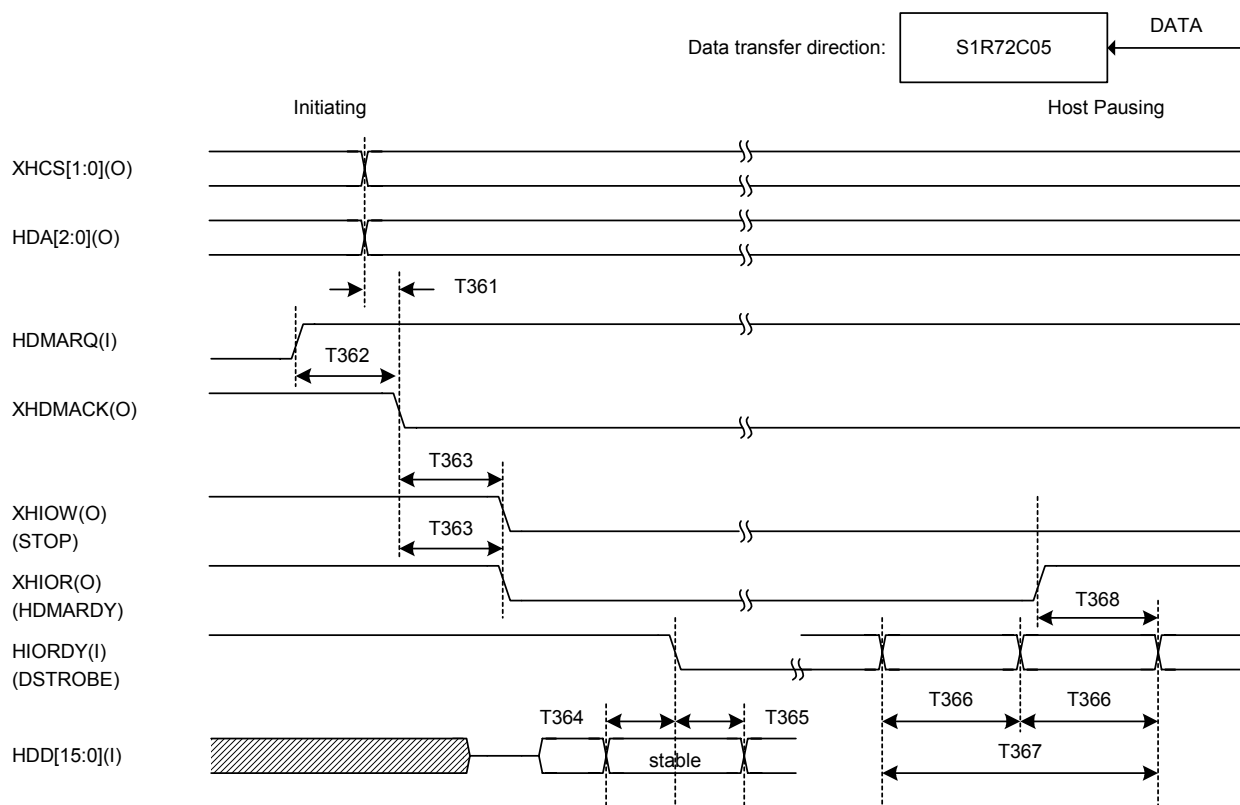 DATA
Data transfer direction: S1R72C05
Initiating Host Pausing
XHCS[1:0](O)
HDA[2:0](O)
T361
HDMARQ(I)
T362
XHDMACK(O)
T363
XHIOW(O)
(STOP)
T363
XHIOR(O)
(HDMARDY)
T368
HIORDY(I)
(DSTROBE)
T366 T366
T364 T365
HDD[15:0](I)
stable
T367